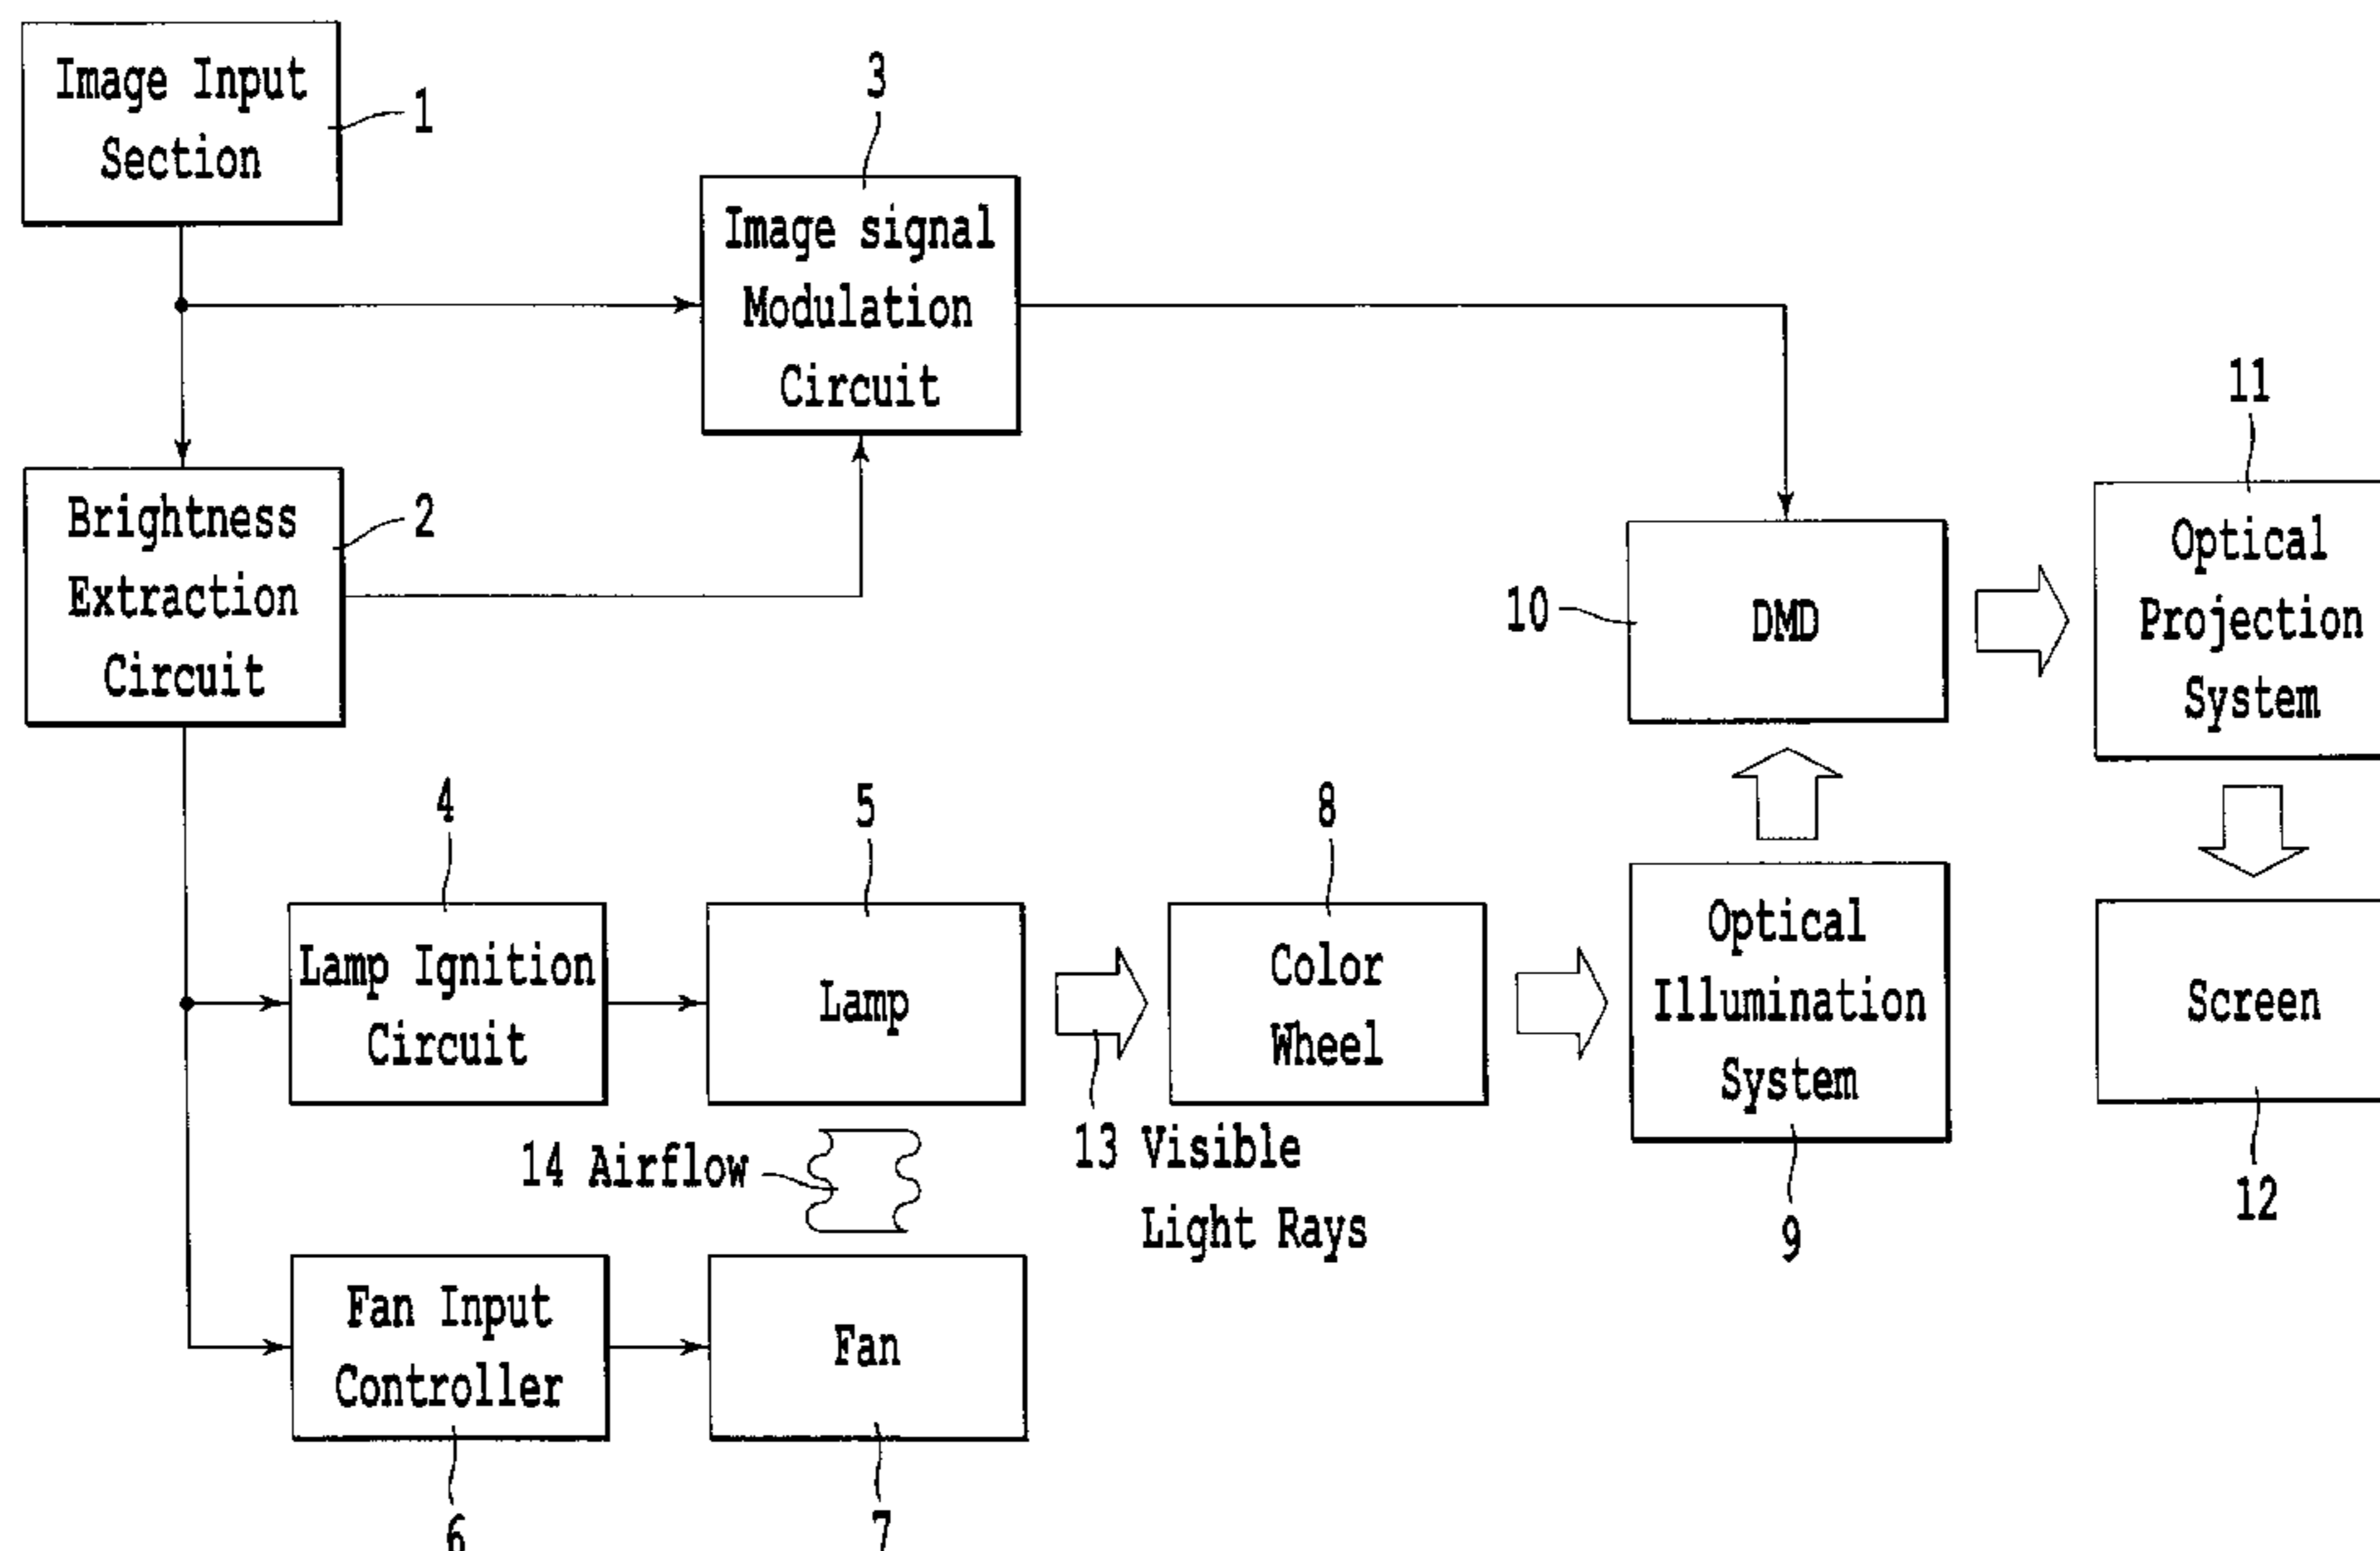 Image Input
Section
1
3
Image signal
Modulation
Circuit
Brightness
Extraction
Circuit
2
10
DMD
11
Optical
Projection
System
4
Lamp Ignition
Circuit
5
Lamp
8
Color
Wheel
Optical
Illumination
System
9
Screen
12
14 Airflow
13 Visible
Light Rays
Fan Input
Controller
6
Fan
7